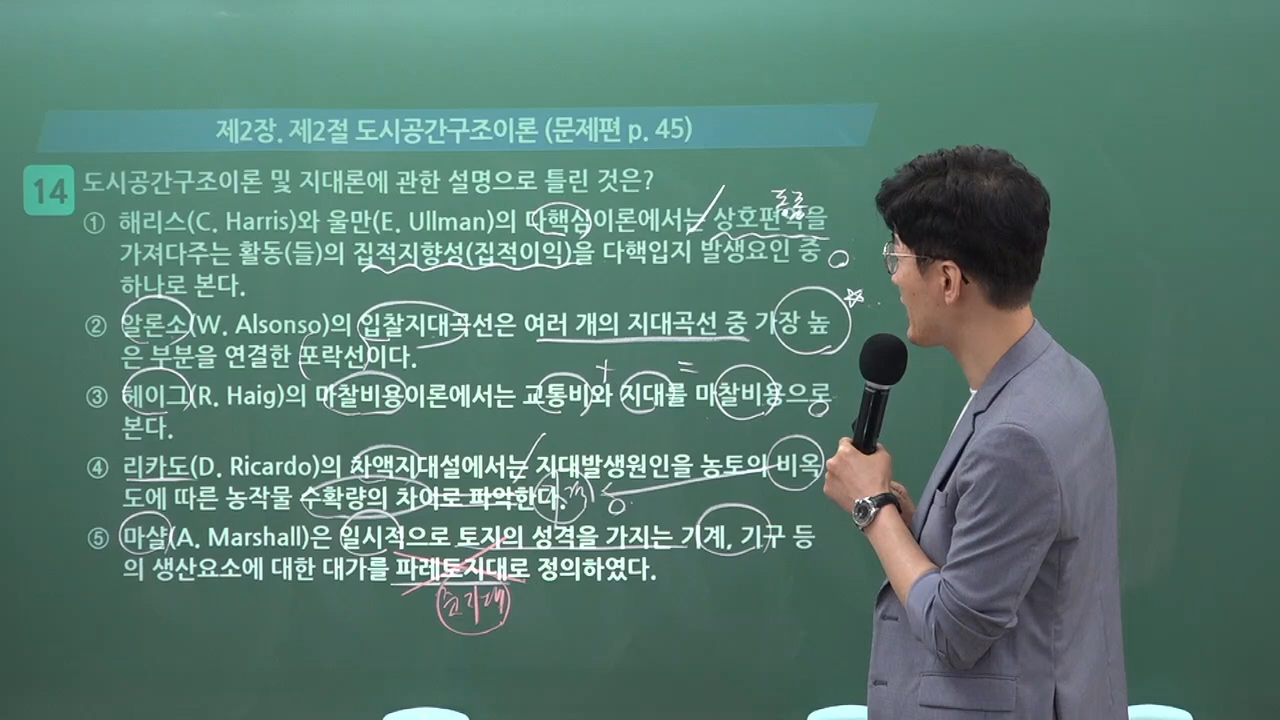 제2장. 제2절 도시공간구조이론 (문제편 p. 45)
14 도시공간구조이론 및 지대론에 관한 설명으로 틀린 것은?
① 해리스(C. Harris)와 울만(E. Ullman)의 다핵심이론에서는 상호편익을
가져다주는 활동(들)의 집적지향성(집적이익)을 다핵입지 발생요인 중
하나로 본다.
② 알론소(W. Alsonso)의 입찰지대곡선은 여러 개의 지대곡선 중 가장 높
은 부분을 연결한 포락선이다.
+ =
③ 헤이그(R. Haig)의 마찰비용이론에서는 교통비와 지대를 마찰비용으로
본다.
④ 리카도(D. Ricardo)의 차액지대설에서는 지대발생원인을 농토의 비옥
도에 따른 농작물 수확량의 차이로 파악한다.
⑤ 마샬(A. Marshall)은 일시적으로 토지의 성격을 가지는 기계, 기구 등
의 생산요소에 대한 대가를 파레토지대로 정의하였다.
준지대